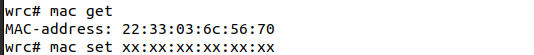 wrc# mac get
MAC-address: 22:33:03:6c:56:70
wrc# mac set xx:xx:xx:xx:xx:xx